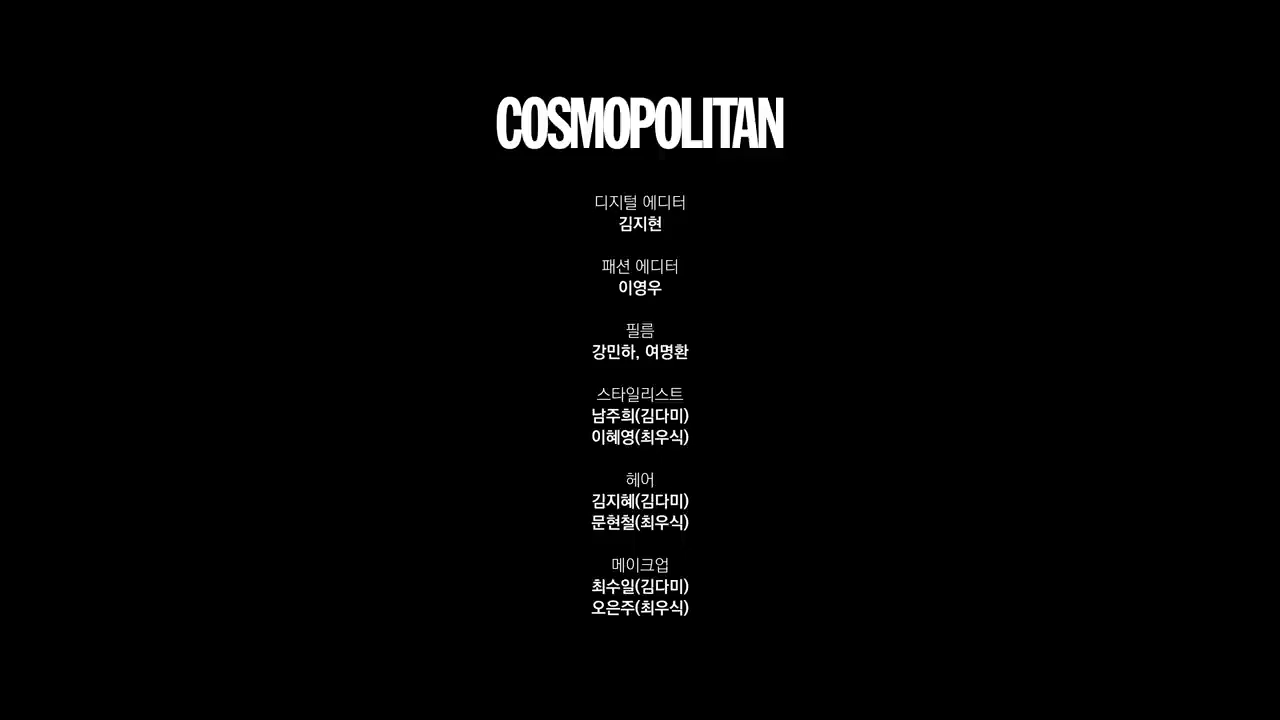 COSMOPOLITAN
디지털 에디터
김지현
패션 에디터
이영우
필름
강민하, 여명환
스타일리스트
남주희(김다미)
이혜영(최우식)
헤어
김지혜(김다미)
문현철(최우식)
메이크업
최수일(김다미)
오은주(최우식)